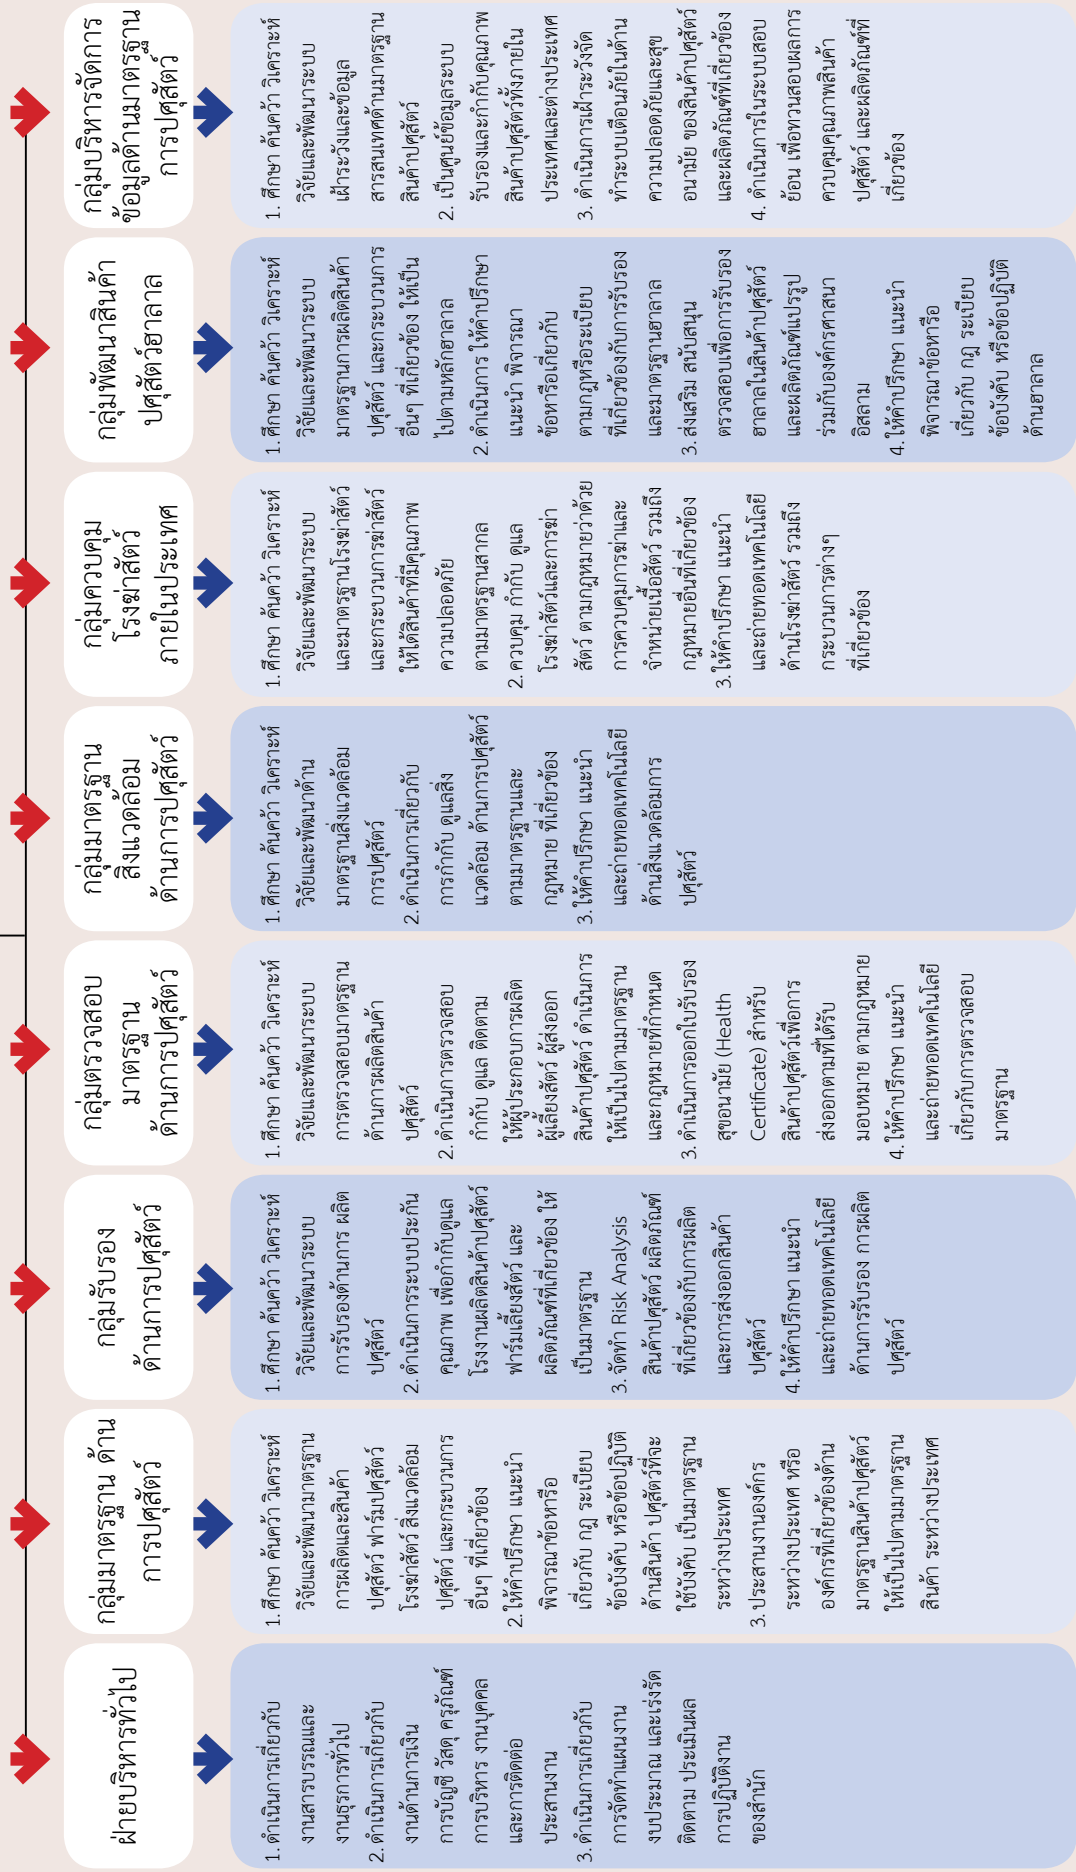 ฝ่ายบริหารทั่วไป
1. ดำเนินการเกี่ยวกับ
งานสารบรรณและ
งานธุรการทั่วไป
2. ดำเนินการเกี่ยวกับ
งานด้านการเงิน
การบัญชี วัสดุ ครุภัณฑ์
การบริหาร งานบุคคล
และการติดต่อ
ประสานงาน
3. ดำเนินการเกี่ยวกับ
การจัดทำแผนงาน
งบประมาณ และเร่งรัด
ติดตาม ประเมินผล
การปฏิบัติงาน
ของสำนัก
กลุ่มมาตรฐาน ด้าน
การปศุสัตว์
1. ศึกษา ค้นคว้า วิเคราะห์
วิจัยและพัฒนามาตรฐาน
การผลิตและสินค้า
ปศุสัตว์ ฟาร์มปศุสัตว์
โรงฆ่าสัตว์ สิ่งแวดล้อม
ปศุสัตว์ และกระบวนการ
อื่นๆ ที่เกี่ยวข้อง
2. ให้คำปรึกษา แนะนำ
พิจารณาข้อหารือ
เกี่ยวกับ กฎ ระเบียบ
ข้อบังคับ หรือข้อปฏิบัติ
ด้านสินค้า ปศุสัตว์ที่จะ
ใช้บังคับ เป็นมาตรฐาน
ระหว่างประเทศ
3. ประสานงานองค์กร
ระหว่างประเทศ หรือ
องค์กรที่เกี่ยวข้องด้าน
มาตรฐานสินค้าปศุสัตว์
ให้เป็นไปตามมาตรฐาน
สินค้า ระหว่างประเทศ
กลุ่มรับรอง
ด้านการปศุสัตว์
1. ศึกษา ค้นคว้า วิเคราะห์
วิจัยและพัฒนาระบบ
การรับรองด้านการ ผลิต
ปศุสัตว์
2. ดำเนินการระบบประกัน
คุณภาพ เพื่อกำกับดูแล
โรงงานผลิตสินค้าปศุสัตว์
ฟาร์มเลี้ยงสัตว์ และ
ผลิตภัณฑ์ที่เกี่ยวข้อง ให้
เป็นมาตรฐาน
3. จัดทำ Risk Analysis
สินค้าปศุสัตว์ ผลิตภัณฑ์
ที่เกี่ยวข้องกับการผลิต
และการส่งออกสินค้า
ปศุสัตว์
4. ให้คำปรึกษา แนะนำ
และถ่ายทอดเทคโนโลยี
ด้านการรับรอง การผลิต
ปศุสัตว์
กลุ่มตรวจสอบ
มาตรฐาน
ด้านการปศุสัตว์
1. ศึกษา ค้นคว้า วิเคราะห์
วิจัยและพัฒนาระบบ
การตรวจสอบมาตรฐาน
ด้านการผลิตสินค้า
ปศุสัตว์
2. ดำเนินการตรวจสอบ
กำกับ ดูแล ติดตาม
ให้ผู้ประกอบการผลิต
ผู้เลี้ยงสัตว์ ผู้ส่งออก
สินค้าปศุสัตว์ ดำเนินการ
ให้เป็นไปตามมาตรฐาน
และกฎหมายที่กำหนด
3. ดำเนินการออกใบรับรอง
สุขอนามัย (Health
Certificate) สำหรับ
สินค้าปศุสัตว์เพื่อการ
ส่งออกตามที่ได้รับ
มอบหมาย ตามกฎหมาย
4. ให้คำปรึกษา แนะนำ
และถ่ายทอดเทคโนโลยี
เกี่ยวกับการตรวจสอบ
มาตรฐาน
กลุ่มมาตรฐาน
สิ่งแวดล้อม
ด้านการปศุสัตว์
1. ศึกษา ค้นคว้า วิเคราะห์
วิจัยและพัฒนาด้าน
มาตรฐานสิ่งแวดล้อม
การปศุสัตว์
2. ดำเนินการเกี่ยวกับ
การกำกับ ดูแลสิ่ง
แวดล้อม ด้านการปศุสัตว์
ตามมาตรฐานและ
กฎหมาย ที่เกี่ยวข้อง
3. ให้คำปรึกษา แนะนำ
และถ่ายทอดเทคโนโลยี
ด้านสิ่งแวดล้อมการ
ปศุสัตว์
กลุ่มควบคุม
โรงฆ่าสัตว์
ภายในประเทศ
1. ศึกษา ค้นคว้า วิเคราะห์
วิจัยและพัฒนาระบบ
และมาตรฐานโรงฆ่าสัตว์
และกระบวนการฆ่าสัตว์
ให้ได้สินค้าที่มีคุณภาพ
ความปลอดภัย
ตามมาตรฐานสากล
2. ควบคุม กำกับ ดูแล
โรงฆ่าสัตว์และการฆ่า
สัตว์ ตามกฎหมายว่าด้วย
การควบคุมการฆ่าและ
จำหน่ายเนื้อสัตว์ รวมถึง
กฎหมายอื่นที่เกี่ยวข้อง
3. ให้คำปรึกษา แนะนำ
และถ่ายทอดเทคโนโลยี
ด้านโรงฆ่าสัตว์ รวมถึง
กระบวนการต่างๆ
ที่เกี่ยวข้อง
กลุ่มพัฒนาสินค้า
ปศุสัตว์ฮาลาล
1. ศึกษา ค้นคว้า วิเคราะห์
วิจัยและพัฒนาระบบ
มาตรฐานการผลิตสินค้า
ปศุสัตว์ และกระบวนการ
อื่นๆ ที่เกี่ยวข้อง ให้เป็น
ไปตามหลักฮาลาล
2. ดำเนินการ ให้คำปรึกษา
แนะนำ พิจารณา
ข้อหารือเกี่ยวกับ
ตามกฎหรือระเบียบ
ที่เกี่ยวข้องกับการรับรอง
และมาตรฐานฮาลาล
3. ส่งเสริม สนับสนุน
ตรวจสอบเพื่อการรับรอง
ฮาลาลในสินค้าปศุสัตว์
และผลิตภัณฑ์แปรรูป
ร่วมกับองค์กรศาสนา
อิสลาม
4. ให้คำปรึกษา แนะนำ
พิจารณาข้อหารือ
เกี่ยวกับ กฎ ระเบียบ
ข้อบังคับ หรือข้อปฏิบัติ
ด้านฮาลาล
กลุ่มบริหารจัดการ
ข้อมูลด้านมาตรฐาน
การปศุสัตว์
1. ศึกษา ค้นคว้า วิเคราะห์
วิจัยและพัฒนาระบบ
เฝ้าระวังและข้อมูล
สารสนเทศด้านมาตรฐาน
สินค้าปศุสัตว์
2. เป็นศูนย์ข้อมูลระบบ
รับรองและกำกับคุณภาพ
สินค้าปศุสัตว์ทั้งภายใน
ประเทศและต่างประเทศ
3. ดำเนินการเฝ้าระวังจัด
ทำระบบเตือนภัยในด้าน
ความปลอดภัยและสุข
อนามัย ของสินค้าปศุสัตว์
และผลิตภัณฑ์ที่เกี่ยวข้อง
4. ดำเนินการในระบบสอบ
ย้อน เพื่อทวนสอบผลการ
ควบคุมคุณภาพสินค้า
ปศุสัตว์ และผลิตภัณฑ์ที่
เกี่ยวข้อง